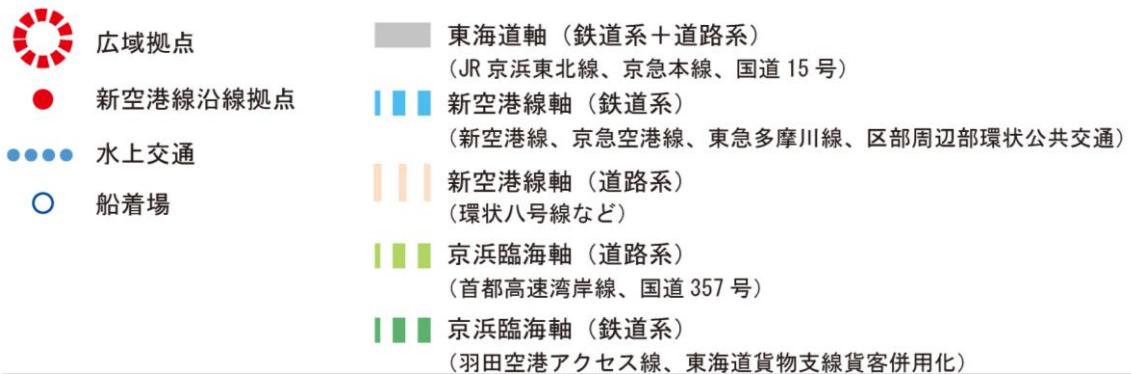 広域拠点
新空港線沿線拠点
水上交通
船着場
東海道軸（鉄道系＋道路系）
（JR 京浜東北線、京急本線、国道 15 号）
新空港線軸（鉄道系）
（新空港線、京急空港線、東急多摩川線、区部周辺部環状公共交通）
新空港線軸（道路系）
（環状八号線など）
京浜臨海軸（道路系）
（首都高速湾岸線、国道 357 号）
京浜臨海軸（鉄道系）
（羽田空港アクセス線、東海道貨物支線貨客併用化）